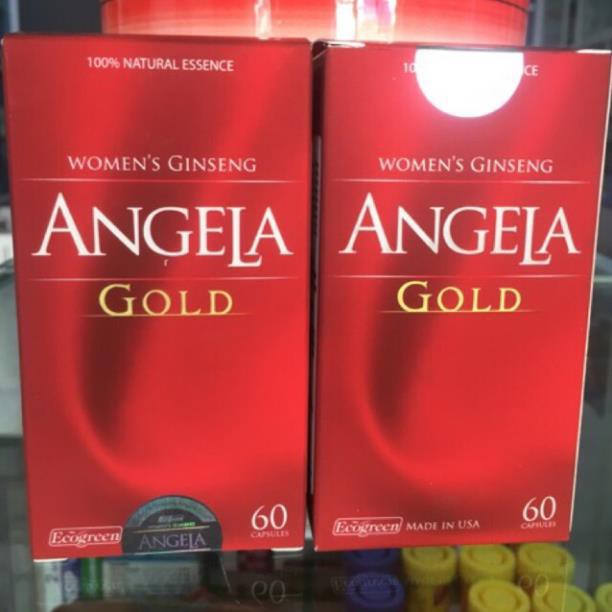 100% NATURAL ESSENCE
WOMEN'S GINSENG
ANGELA
GOLD
Ecogreen
ANGELA
60
CAPSULES
WOMEN'S GINSENG
ANGELA
GOLD
Ecogreen MADE IN USA
60
CAPSULES